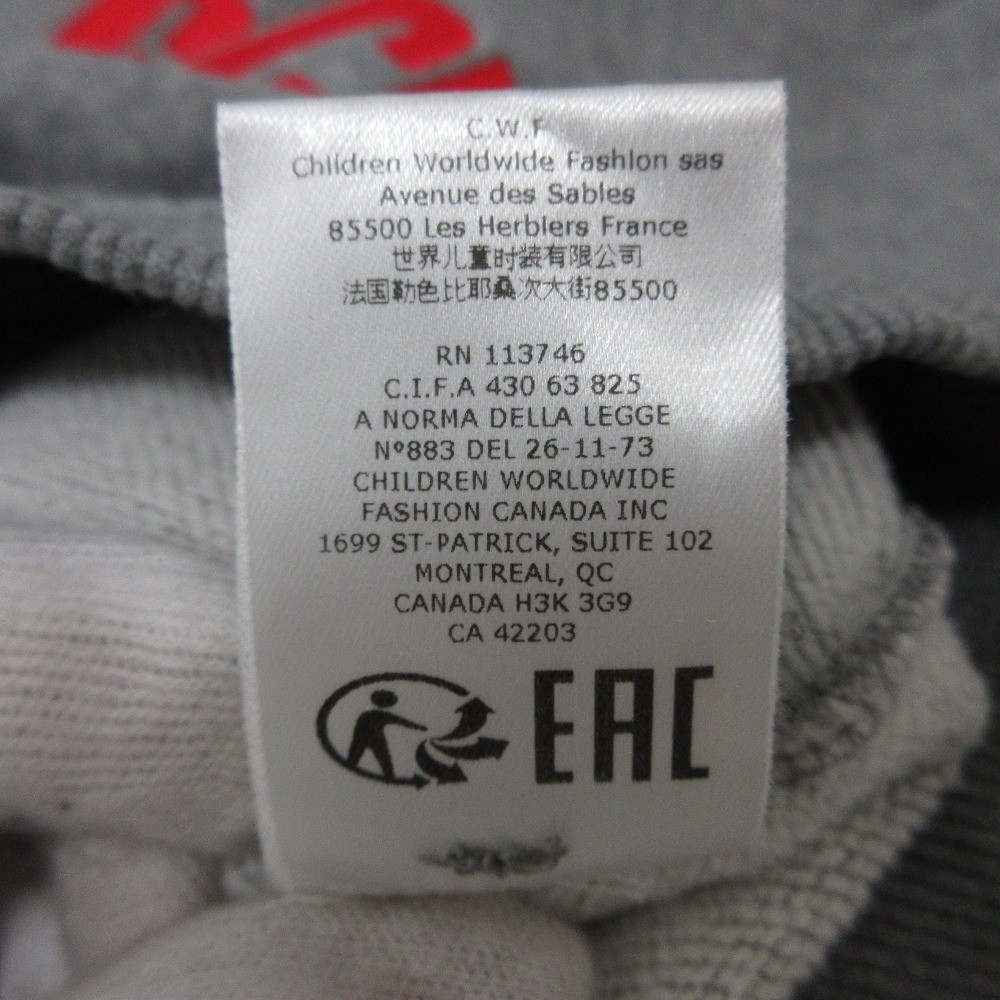 C.W.F
Children Worldwide Fashion sas
Avenue des Sables
85500 Les Herbiers France
世界儿童时装有限公司
法国勒色比耶桑次大街85500
RN 113746
C.I.F.A 430 63 825
A NORMA DELLA LEGGE
Nº883 DEL 26-11-73
CHILDREN WORLDWIDE
FASHION CANADA INC
1699 ST-PATRICK, SUITE 102
MONTREAL, QC
CANADA H3K 3G9
CA 42203
EAC